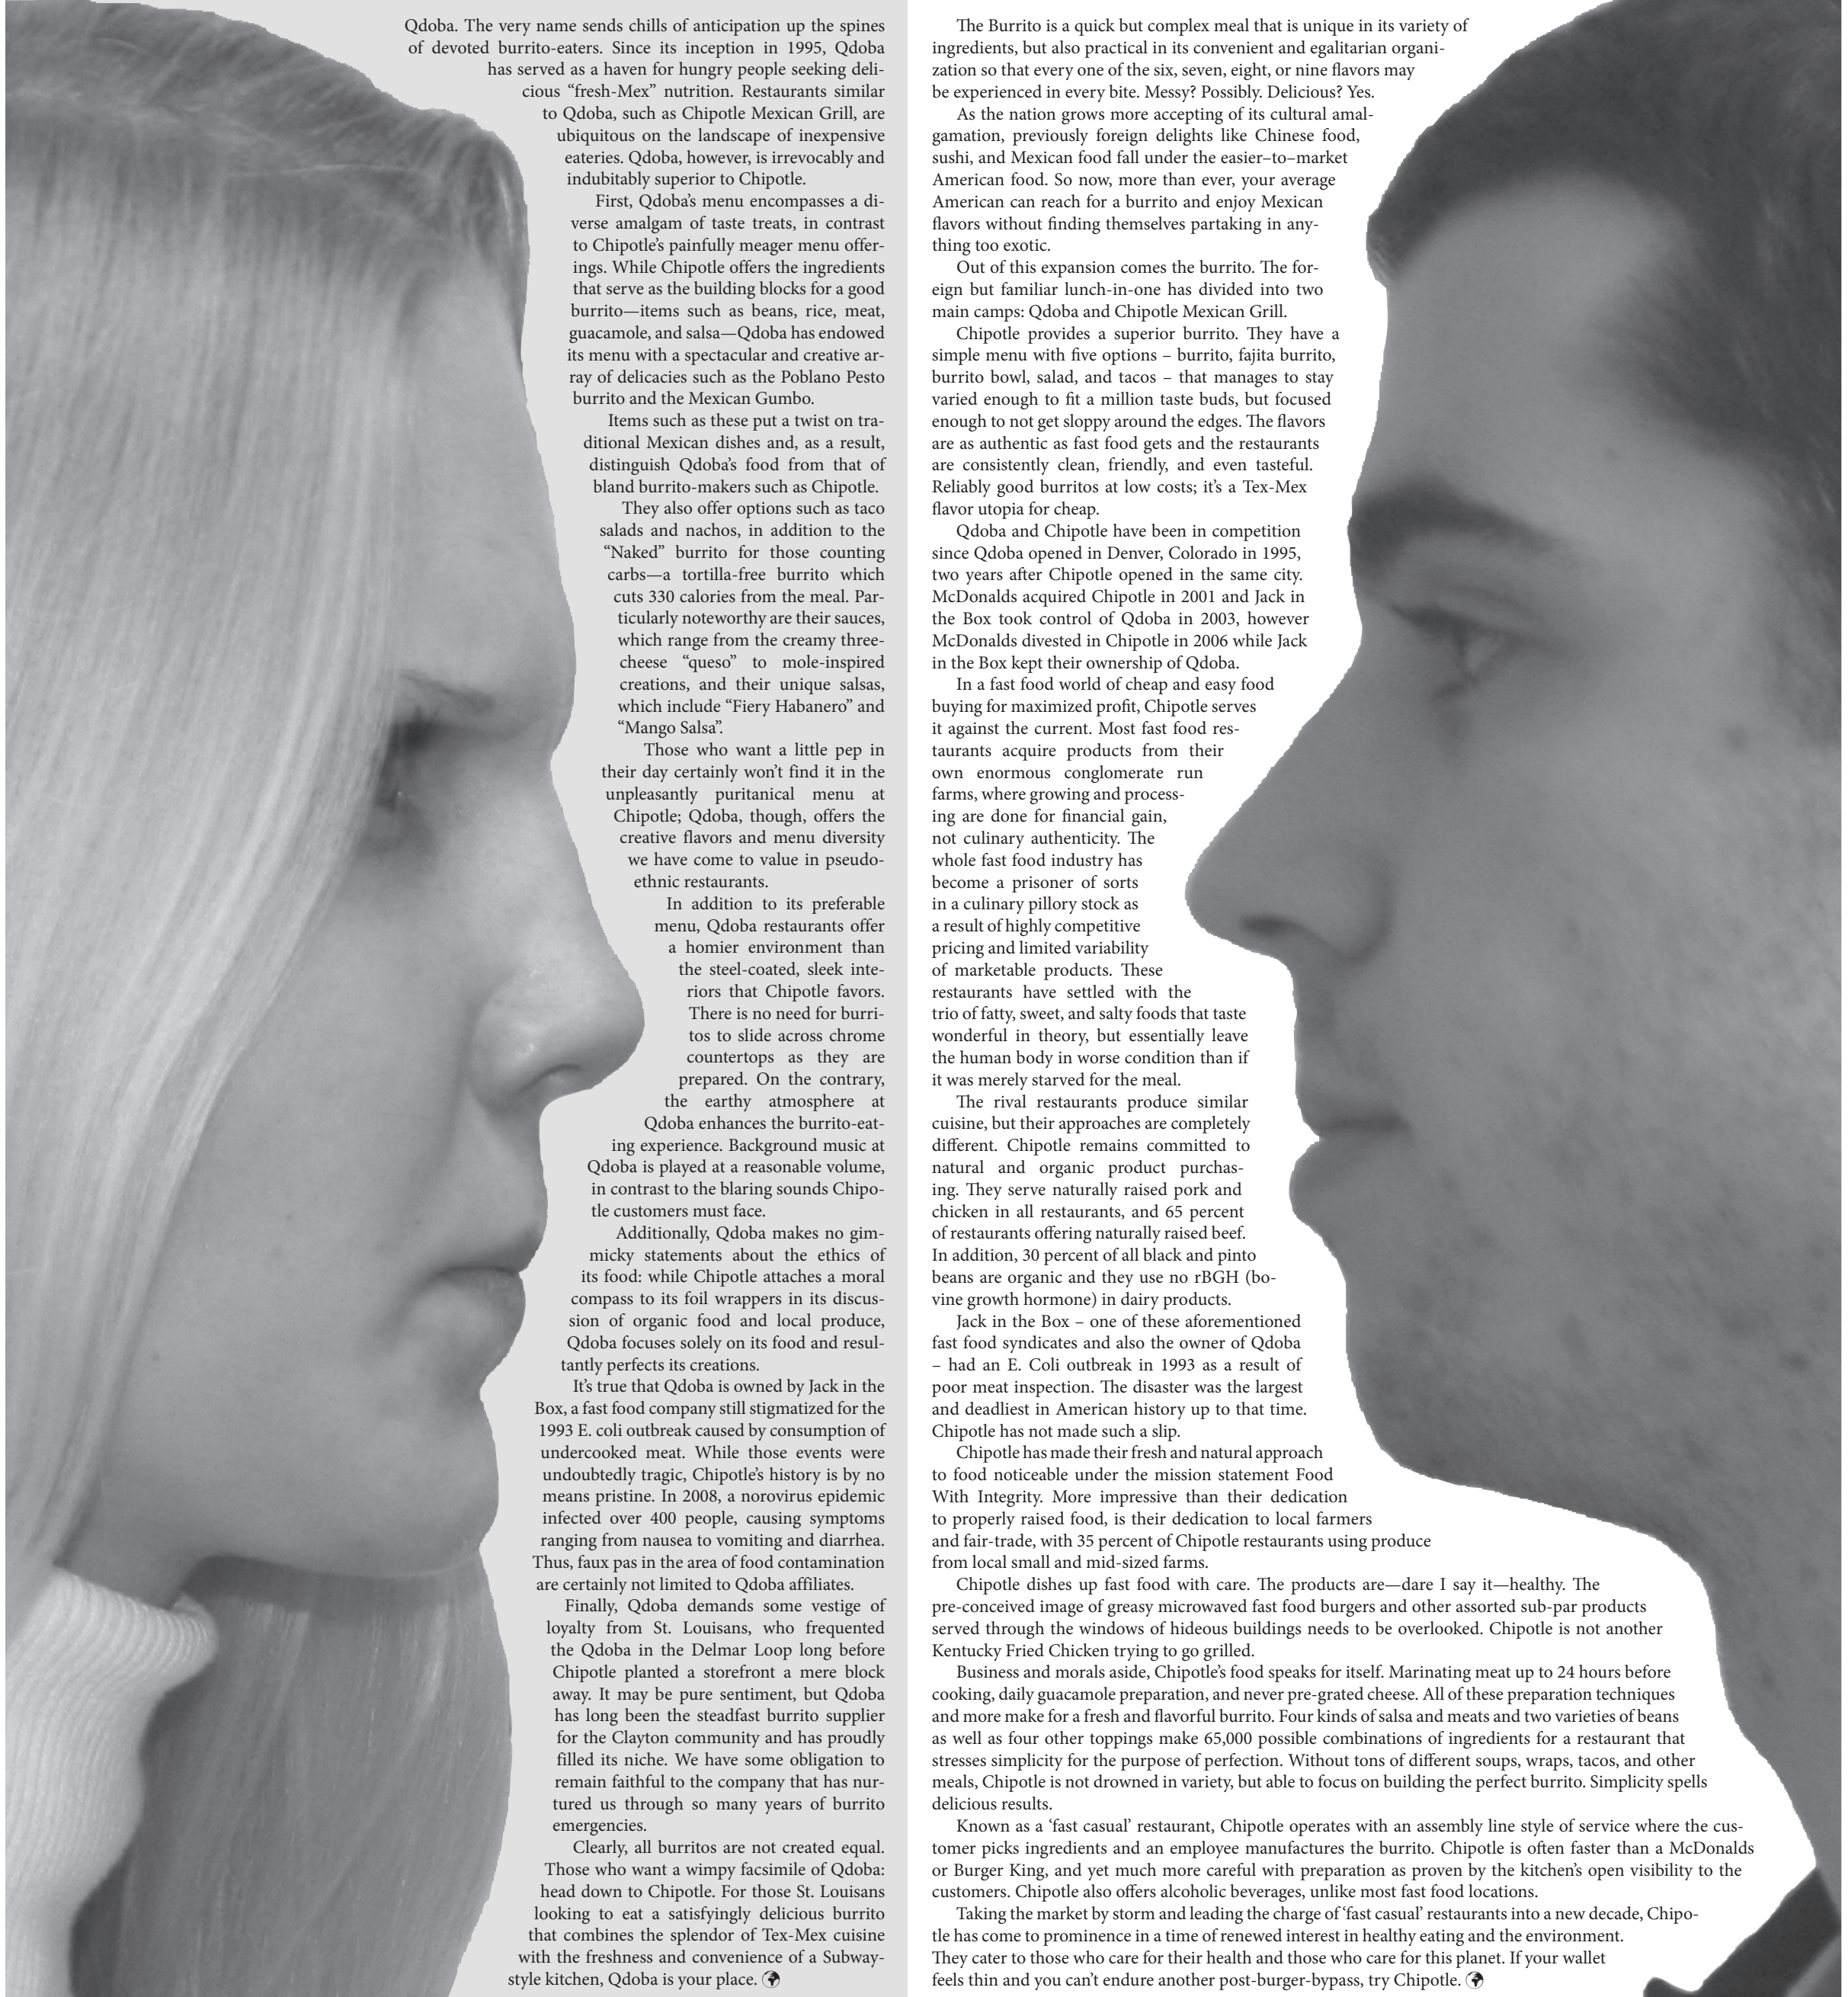 Qdoba. The very name sends chills of anticipation up the spines
of devoted burrito-eaters. Since its inception in 1995, Qdoba
has served as a haven for hungry people seeking deli-
cious “fresh-Mex” nutrition. Restaurants similar
to Qdoba, such as Chipotle Mexican Grill, are
ubiquitous on the landscape of inexpensive
eateries. Qdoba, however, is irrevocably and
indubitably superior to Chipotle.
First, Qdoba’s menu encompasses a di-
verse amalgam of taste treats, in contrast
to Chipotle’s painfully meager menu offer-
ings. While Chipotle offers the ingredients
that serve as the building blocks for a good
burrito—items such as beans, rice, meat,
guacamole, and salsa—Qdoba has endowed
its menu with a spectacular and creative ar-
ray of delicacies such as the Poblano Pesto
burrito and the Mexican Gumbo.
Items such as these put a twist on tra-
ditional Mexican dishes and, as a result,
distinguish Qdoba’s food from that of
bland burrito-makers such as Chipotle.
They also offer options such as taco
salads and nachos, in addition to the
“Naked” burrito for those counting
carbs—a tortilla-free burrito which
cuts 330 calories from the meal. Par-
ticularly noteworthy are their sauces,
which range from the creamy three-
cheese “queso” to mole-inspired
creations, and their unique salsas,
which include “Fiery Habanero” and
“Mango Salsa”.
Those who want a little pep in
their day certainly won’t find it in the
unpleasantly puritanical menu at
Chipotle; Qdoba, though, offers the
creative flavors and menu diversity
we have come to value in pseudo-
ethnic restaurants.
In addition to its preferable
menu, Qdoba restaurants offer
a homier environment than
the steel-coated, sleek inte-
riors that Chipotle favors.
There is no need for burri-
tos to slide across chrome
countertops as they are
prepared. On the contrary,
the earthy atmosphere at
Qdoba enhances the burrito-eat-
ing experience. Background music at
Qdoba is played at a reasonable volume,
in contrast to the blaring sounds Chipo-
tle customers must face.
Additionally, Qdoba makes no gim-
micky statements about the ethics of
its food: while Chipotle attaches a moral
compass to its foil wrappers in its discus-
sion of organic food and local produce,
Qdoba focuses solely on its food and resul-
tantly perfects its creations.
It’s true that Qdoba is owned by Jack in the
Box, a fast food company still stigmatized for the
1993 E. coli outbreak caused by consumption of
undercooked meat. While those events were
undoubtedly tragic, Chipotle’s history is by no
means pristine. In 2008, a norovirus epidemic
infected over 400 people, causing symptoms
ranging from nausea to vomiting and diarrhea.
Thus, faux pas in the area of food contamination
are certainly not limited to Qdoba affiliates.
Finally, Qdoba demands some vestige of
loyalty from St. Louisans, who frequented
the Qdoba in the Delmar Loop long before
Chipotle planted a storefront a mere block
away. It may be pure sentiment, but Qdoba
has long been the steadfast burrito supplier
for the Clayton community and has proudly
filled its niche. We have some obligation to
remain faithful to the company that has nur-
tured us through so many years of burrito
emergencies.
Clearly, all burritos are not created equal.
Those who want a wimpy facsimile of Qdoba:
head down to Chipotle. For those St. Louisans
looking to eat a satisfyingly delicious burrito
that combines the splendor of Tex-Mex cuisine
with the freshness and convenience of a Subway-
style kitchen, Qdoba is your place.
The Burrito is a quick but complex meal that is unique in its variety of
ingredients, but also practical in its convenient and egalitarian organi-
zation so that every one of the six, seven, eight, or nine flavors may
be experienced in every bite. Messy? Possibly. Delicious? Yes.
As the nation grows more accepting of its cultural amal-
gamation, previously foreign delights like Chinese food,
sushi, and Mexican food fall under the easier–to–market
American food. So now, more than ever, your average
American can reach for a burrito and enjoy Mexican
flavors without finding themselves partaking in any-
thing too exotic.
Out of this expansion comes the burrito. The for-
eign but familiar lunch-in-one has divided into two
main camps: Qdoba and Chipotle Mexican Grill.
Chipotle provides a superior burrito. They have a
simple menu with five options – burrito, fajita burrito,
burrito bowl, salad, and tacos – that manages to stay
varied enough to fit a million taste buds, but focused
enough to not get sloppy around the edges. The flavors
are as authentic as fast food gets and the restaurants
are consistently clean, friendly, and even tasteful.
Reliably good burritos at low costs; it’s a Tex-Mex
flavor utopia for cheap.
Qdoba and Chipotle have been in competition
since Qdoba opened in Denver, Colorado in 1995,
two years after Chipotle opened in the same city.
McDonalds acquired Chipotle in 2001 and Jack in
the Box took control of Qdoba in 2003, however
McDonalds divested in Chipotle in 2006 while Jack
in the Box kept their ownership of Qdoba.
In a fast food world of cheap and easy food
buying for maximized profit, Chipotle serves
it against the current. Most fast food res-
taurants acquire products from their
own enormous conglomerate run
farms, where growing and process-
ing are done for financial gain,
not culinary authenticity. The
whole fast food industry has
become a prisoner of sorts
in a culinary pillory stock as
a result of highly competitive
pricing and limited variability
of marketable products. These
restaurants have settled with the
trio of fatty, sweet, and salty foods that taste
wonderful in theory, but essentially leave
the human body in worse condition than if
it was merely starved for the meal.
The rival restaurants produce similar
cuisine, but their approaches are completely
different. Chipotle remains committed to
natural and organic product purchas-
ing. They serve naturally raised pork and
chicken in all restaurants, and 65 percent
of restaurants offering naturally raised beef.
In addition, 30 percent of all black and pinto
beans are organic and they use no rBGH (bo-
vine growth hormone) in dairy products.
Jack in the Box – one of these aforementioned
fast food syndicates and also the owner of Qdoba
– had an E. Coli outbreak in 1993 as a result of
poor meat inspection. The disaster was the largest
and deadliest in American history up to that time.
Chipotle has not made such a slip.
Chipotle has made their fresh and natural approach
to food noticeable under the mission statement Food
With Integrity. More impressive than their dedication
to properly raised food, is their dedication to local farmers
and fair-trade, with 35 percent of Chipotle restaurants using produce
from local small and mid-sized farms.
Chipotle dishes up fast food with care. The products are—dare I say it—healthy. The
pre-conceived image of greasy microwaved fast food burgers and other assorted sub-par products
served through the windows of hideous buildings needs to be overlooked. Chipotle is not another
Kentucky Fried Chicken trying to go grilled.
Business and morals aside, Chipotle’s food speaks for itself. Marinating meat up to 24 hours before
cooking, daily guacamole preparation, and never pre-grated cheese. All of these preparation techniques
and more make for a fresh and flavorful burrito. Four kinds of salsa and meats and two varieties of beans
as well as four other toppings make 65,000 possible combinations of ingredients for a restaurant that
stresses simplicity for the purpose of perfection. Without tons of different soups, wraps, tacos, and other
meals, Chipotle is not drowned in variety, but able to focus on building the perfect burrito. Simplicity spells
delicious results.
Known as a ‘fast casual’ restaurant, Chipotle operates with an assembly line style of service where the cus-
tomer picks ingredients and an employee manufactures the burrito. Chipotle is often faster than a McDonalds
or Burger King, and yet much more careful with preparation as proven by the kitchen’s open visibility to the
customers. Chipotle also offers alcoholic beverages, unlike most fast food locations.
Taking the market by storm and leading the charge of ‘fast casual’ restaurants into a new decade, Chipo-
tle has come to prominence in a time of renewed interest in healthy eating and the environment.
They cater to those who care for their health and those who care for this planet. If your wallet
feels thin and you can’t endure another post-burger-bypass, try Chipotle.